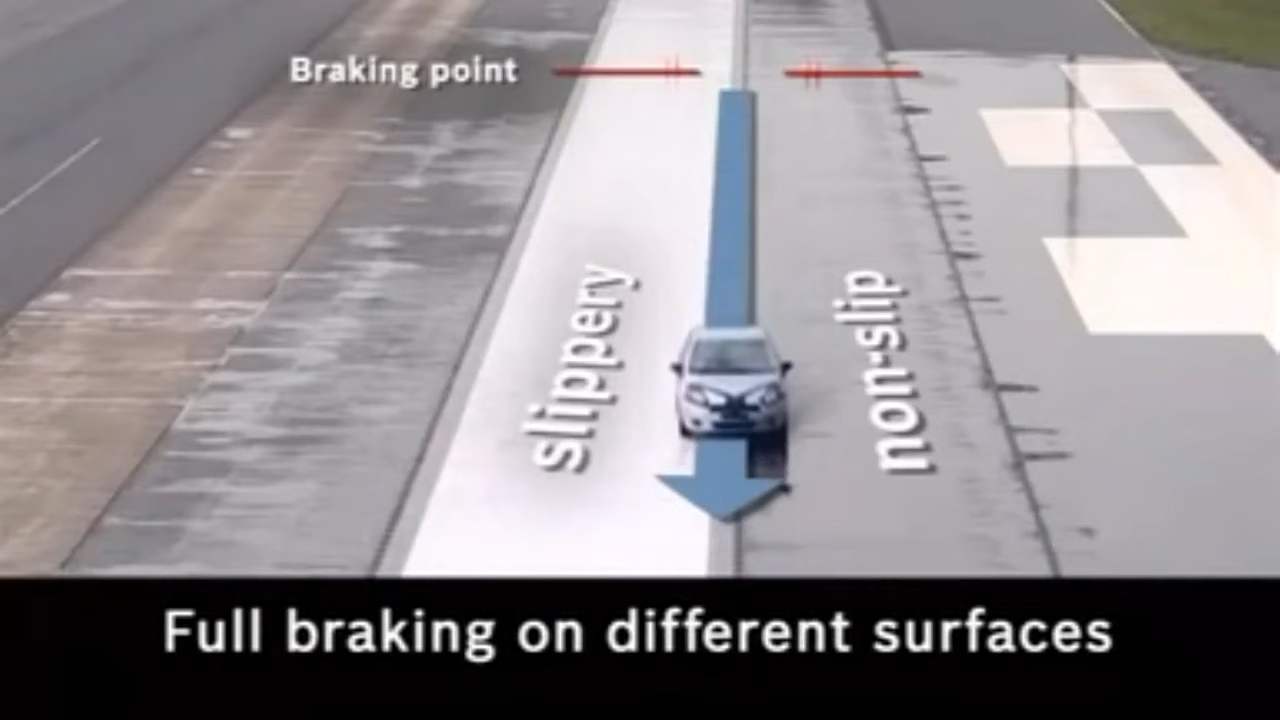 Braking point
slippery
non-slip
Full braking on different surfaces